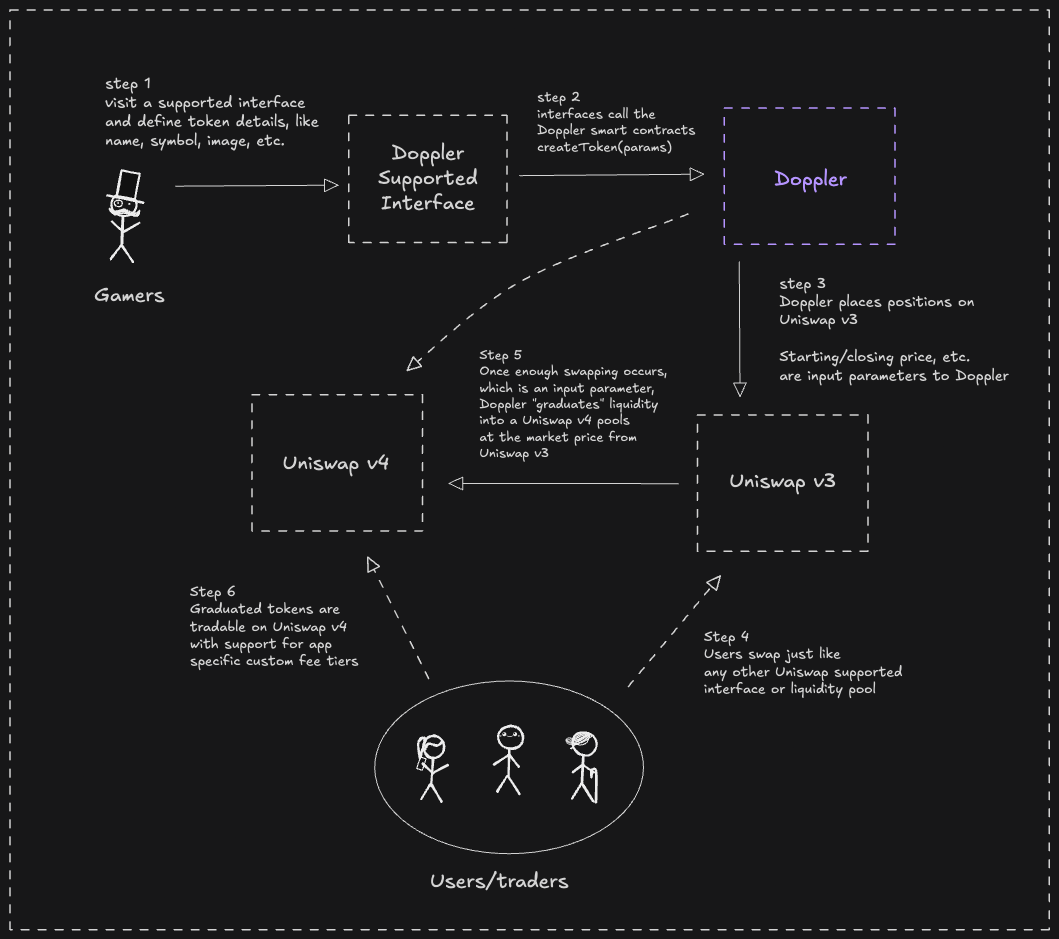 step 1
visit a supported interface
and define token details, like
name, symbol, image, etc.
Gamers
Doppler
Supported
Interface
step 2
interfaces call the
Doppler smart contracts
createToken(params)
Doppler
step 3
Doppler places positions on
Uniswap v3
Starting/closing price, etc.
are input parameters to Doppler
Uniswap v3
Step 4
Users swap just like
any other Uniswap supported
interface or liquidity pool
Step 5
Once enough swapping occurs,
which is an input parameter,
Doppler "graduates" liquidity
into a Uniswap v4 pools
at the market price from
Uniswap v3
Uniswap v4
Step 6
Graduated tokens are
tradable on Uniswap v4
with support for app
specific custom fee tiers
Users/traders